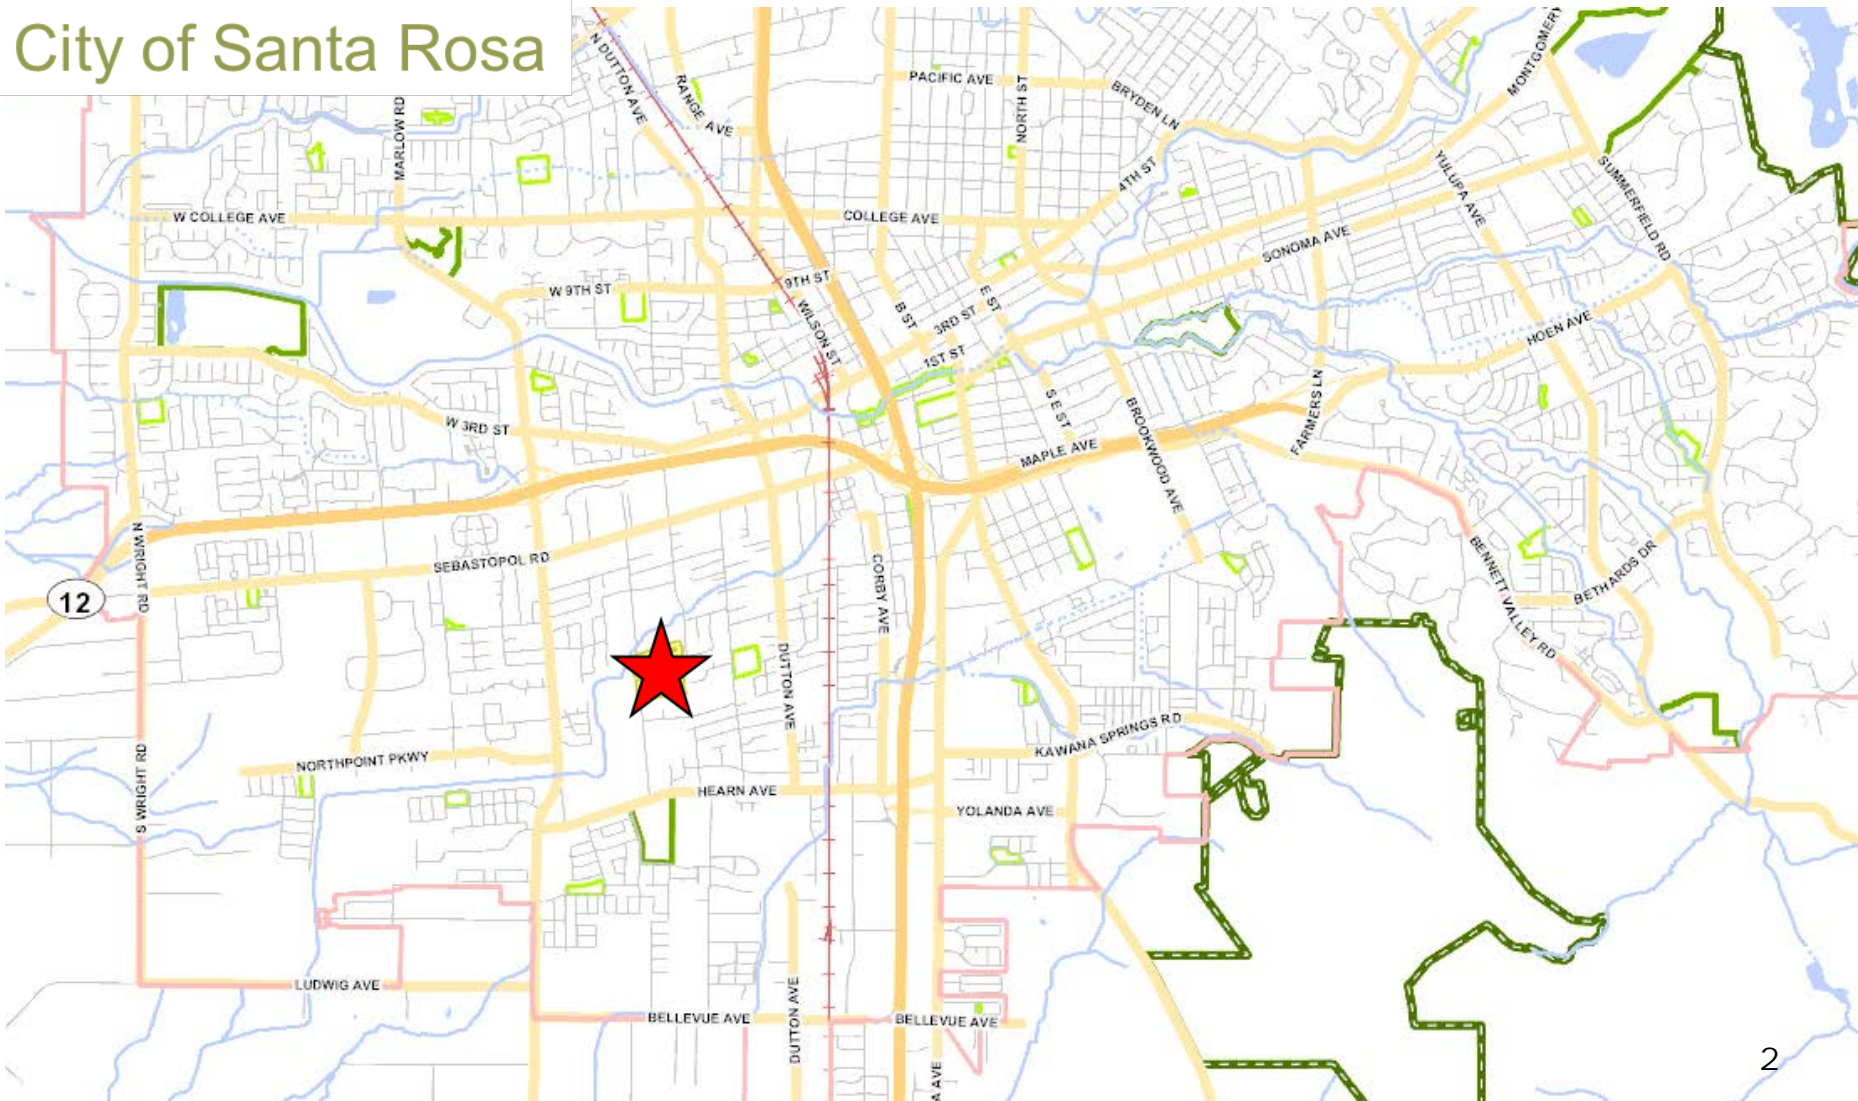 City of Santa Rosa
N DUTTON AVE
RANGE AVE
PACIFIC AVE
NORTH ST
BRYDEN LN
MONTGOMERY
MARLOW RD
4TH ST
YULUPA AVE
SUMMERFIELD RD
W COLLEGE AVE
COLLEGE AVE
SONOMA AVE
W 9TH ST
9TH ST
WILSON ST
B ST
E ST
3RD ST
1ST ST
HOEN AVE
W 3RD ST
S E ST
BROOKWOOD AVE
FARMERS LN
MAPLE AVE
N WRIGHT RD
SEBASTOPOL RD
CORBY AVE
BENNETT VALLEY RD
BETHARDS DR
12
DUTTON AVE
S WRIGHT RD
NORTHPOINT PKWY
KAWANA SPRINGS RD
HEARN AVE
YOLANDA AVE
LUDWIG AVE
BELLEVUE AVE
DUTTON AVE
BELLEVUE AVE
A AVE
2